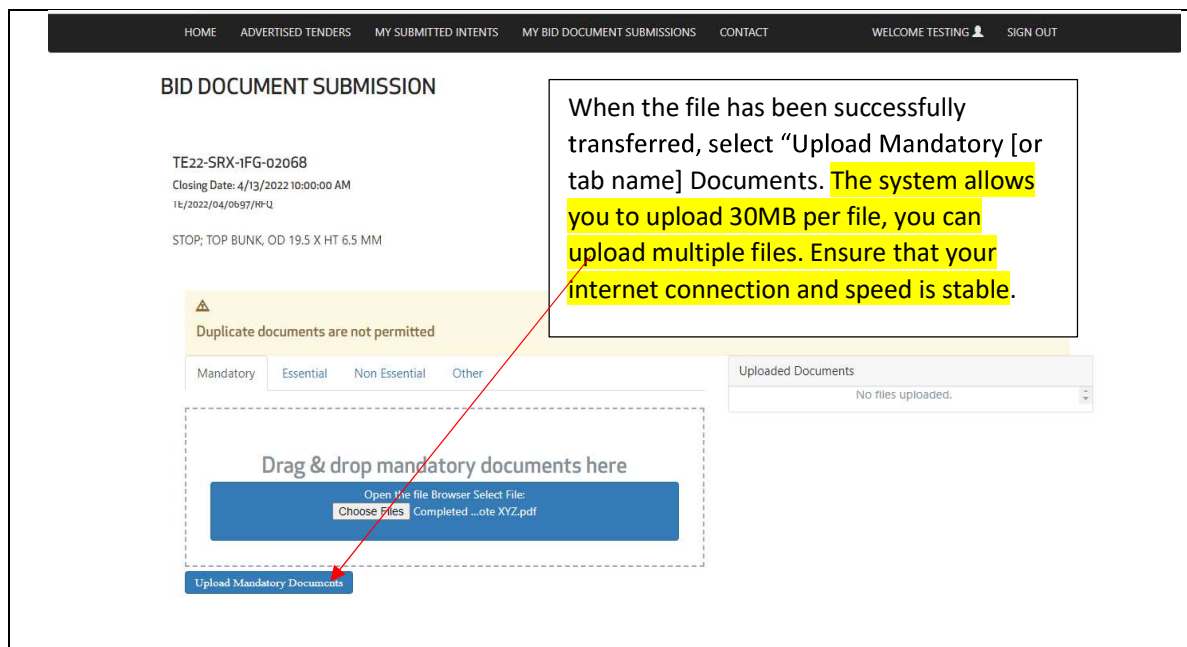 HOME ADVERTISED TENDERS MY SUBMITTED INTENTS MY BID DOCUMENT SUBMISSIONS CONTACT WELCOME TESTING SIGN OUT
BID DOCUMENT SUBMISSION
When the file has been successfully
transferred, select “Upload Mandatory [or
tab name] Documents. The system allows
you to upload 30MB per file, you can
upload multiple files. Ensure that your
internet connection and speed is stable.
TE22-SRX-1FG-02068
Closing Date: 4/13/2022 10:00:00 AM
TE/2022/04/0697/RFQ
STOP; TOP BUNK, OD 19.5 X HT 6.5 MM
Duplicate documents are not permitted
Mandatory Essential Non Essential Other
Uploaded Documents
No files uploaded.
Drag & drop mandatory documents here
Open the file Browser Select File:
Choose Files Completed ...ote XYZ.pdf
Upload Mandatory Documents